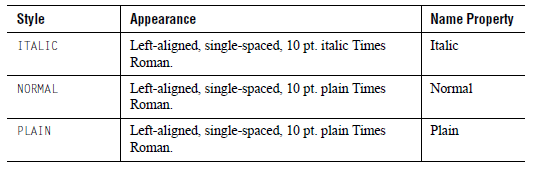 Style Appearance Name Property
ITALIC Left-aligned, single-spaced, 10 pt. italic Times Italic
Roman.
NORMAL Left-aligned, single-spaced, 10 pt. plain Times Normal
Roman.
PLAIN Left-aligned, single-spaced, 10 pt. plain Times Plain
Roman.